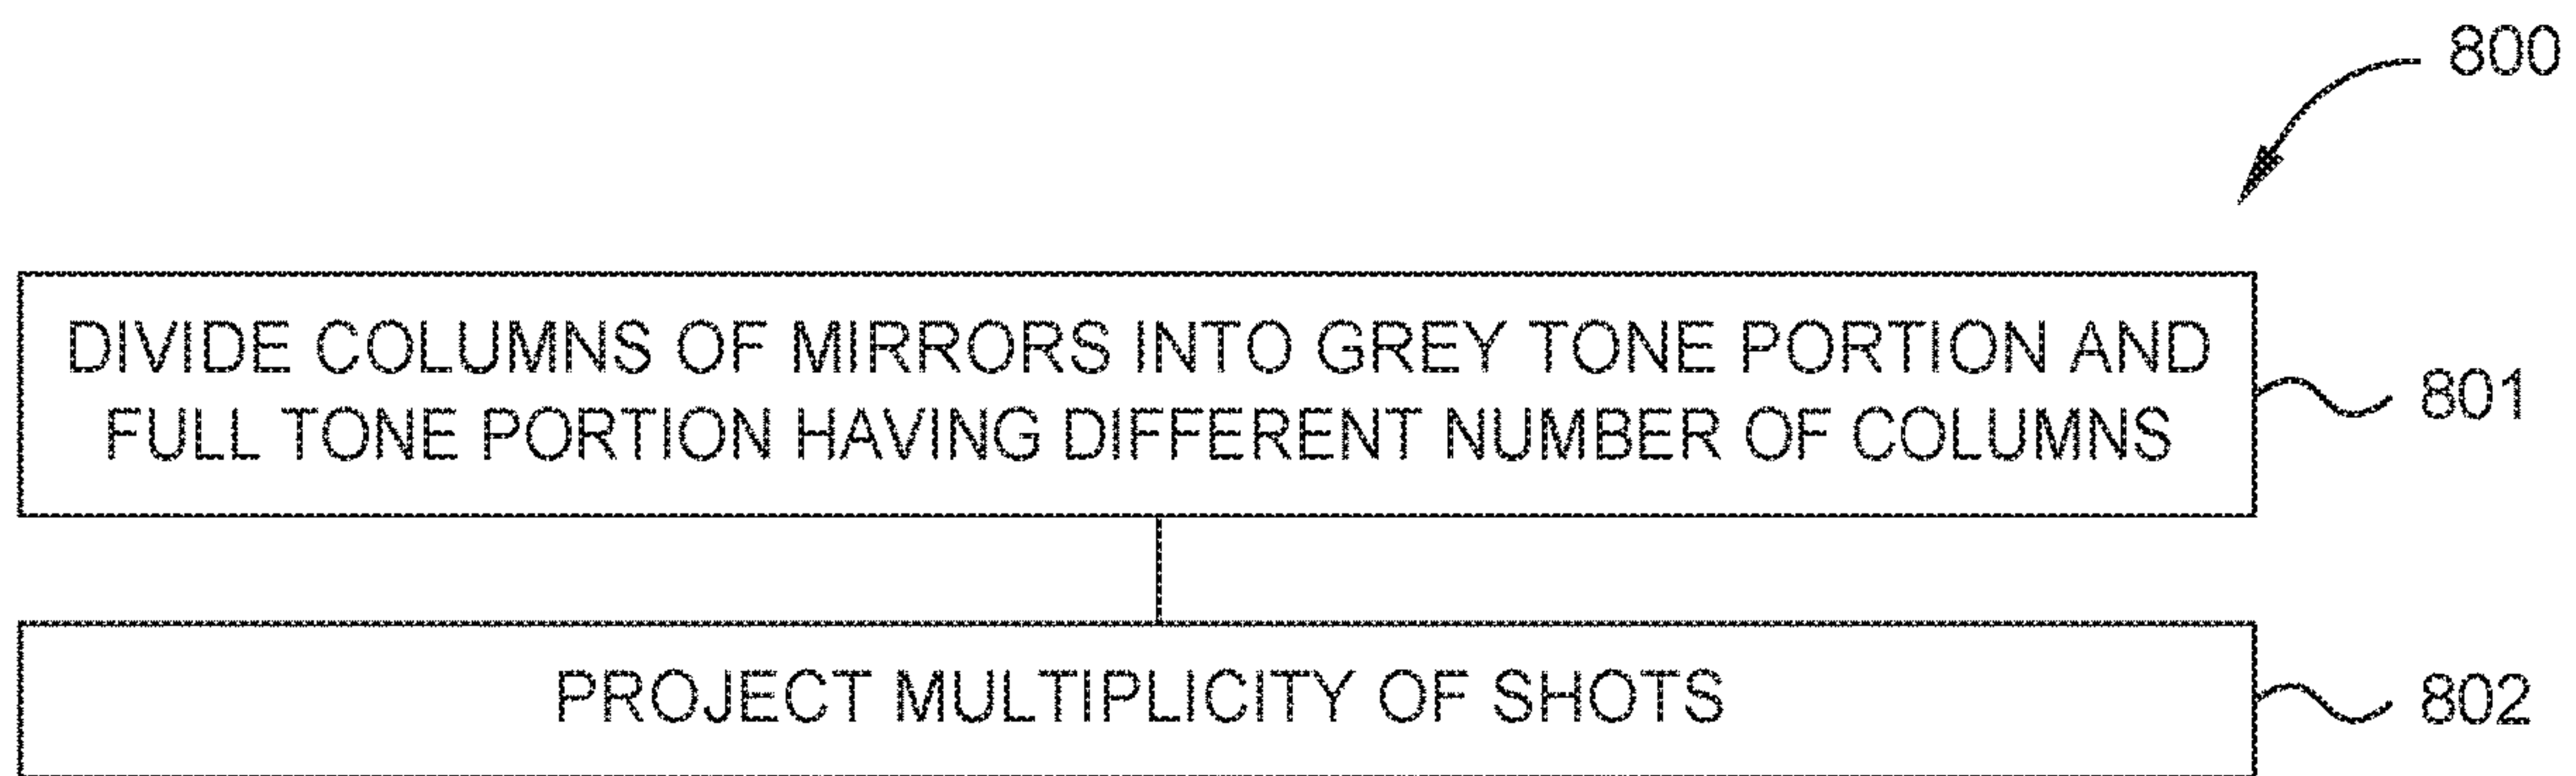 800
DIVIDE COLUMNS OF MIRRORS INTO GREY TONE PORTION AND
FULL TONE PORTION HAVING DIFFERENT NUMBER OF COLUMNS
801
PROJECT MULTIPLICITY OF SHOTS
802